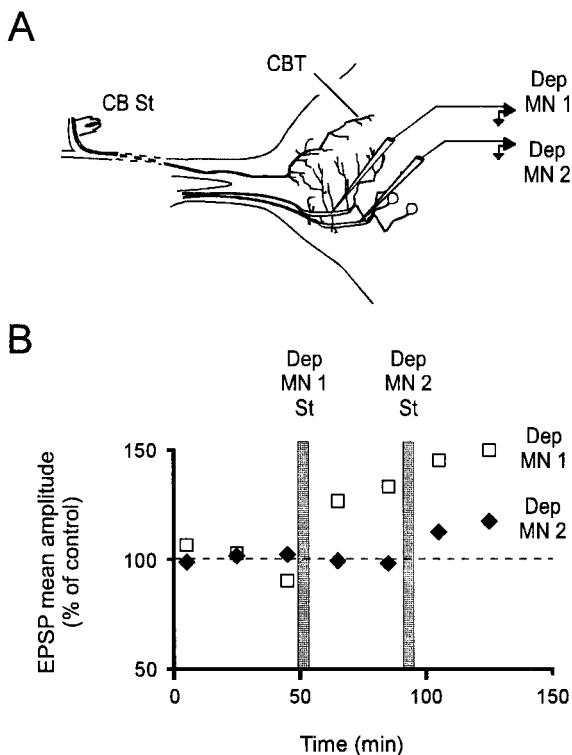 A
CB St
CBT
Dep
MN 1
Dep
MN 2
B
Dep
MN 1
St
Dep
MN 2
St
EPSP mean amplitude
(% of control)
150
100
50
0
50
100
150
Time (min)
Dep
MN 1
Dep
MN 2